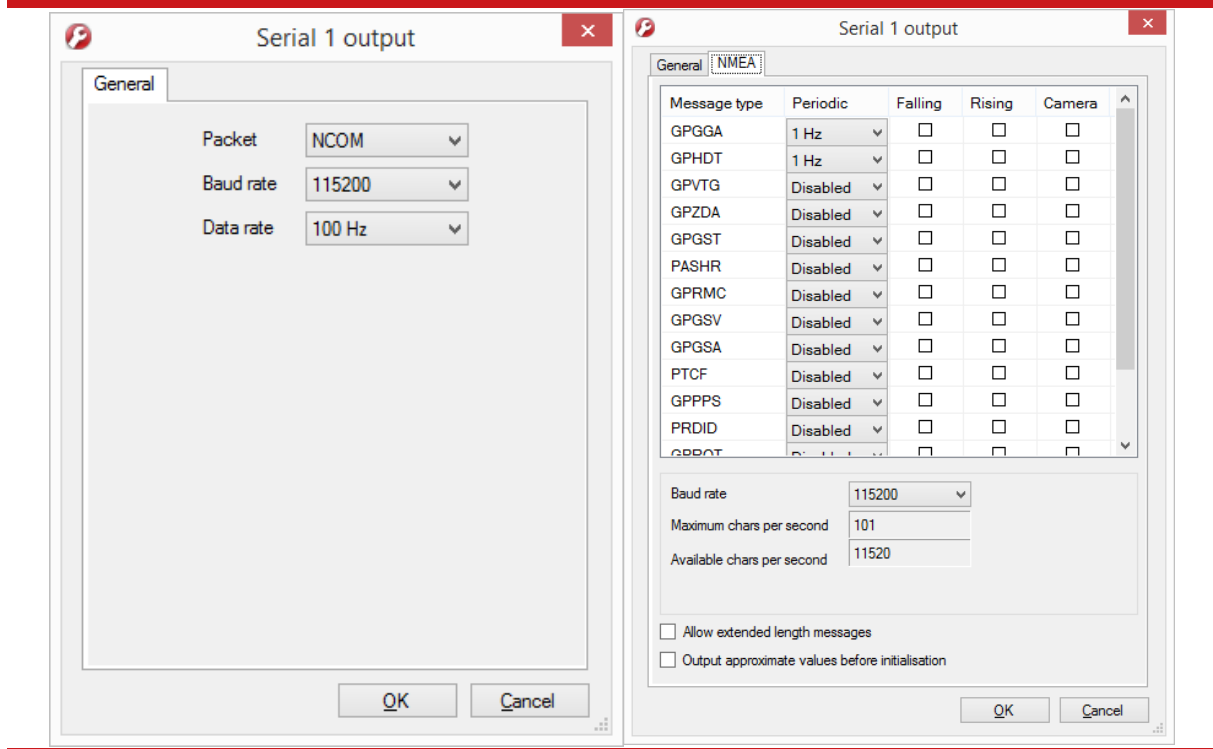 Serial 1 output
General
Packet NCOM
Baud rate 115200
Data rate 100 Hz
OK Cancel
Serial 1 output
General NMEA
Message type Periodic Falling Rising Camera
GPGGA 1 Hz
GPHDT 1 Hz
GPVTG Disabled
GPZDA Disabled
GPGST Disabled
PASHR Disabled
GPRMC Disabled
GPGSV Disabled
GPGSA Disabled
PTCF Disabled
GPPPS Disabled
PRDID Disabled
Baud rate 115200
Maximum chars per second 101
Available chars per second 11520
Allow extended length messages
Output approximate values before initialisation
OK Cancel